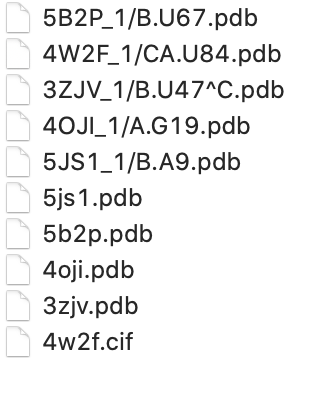 5B2P_1/B.U67.pdb
4W2F_1/CA.U84.pdb
3ZJV_1/B.U47^C.pdb
4OJI_1/A.G19.pdb
5JS1_1/B.A9.pdb
5js1.pdb
5b2p.pdb
4oji.pdb
3zjv.pdb
4w2f.cif